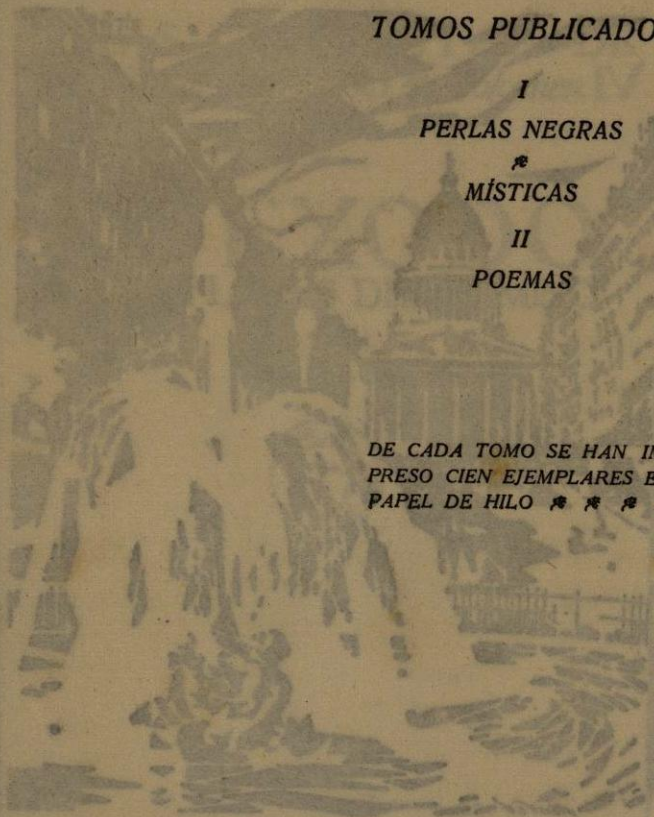 TOMOS PUBLICADO
I
PERLAS NEGRAS
MÍSTICAS
II
POEMAS
DE CADA TOMO SE HAN I
PRESO CIEN EJEMPLARES E
PAPEL DE HILO